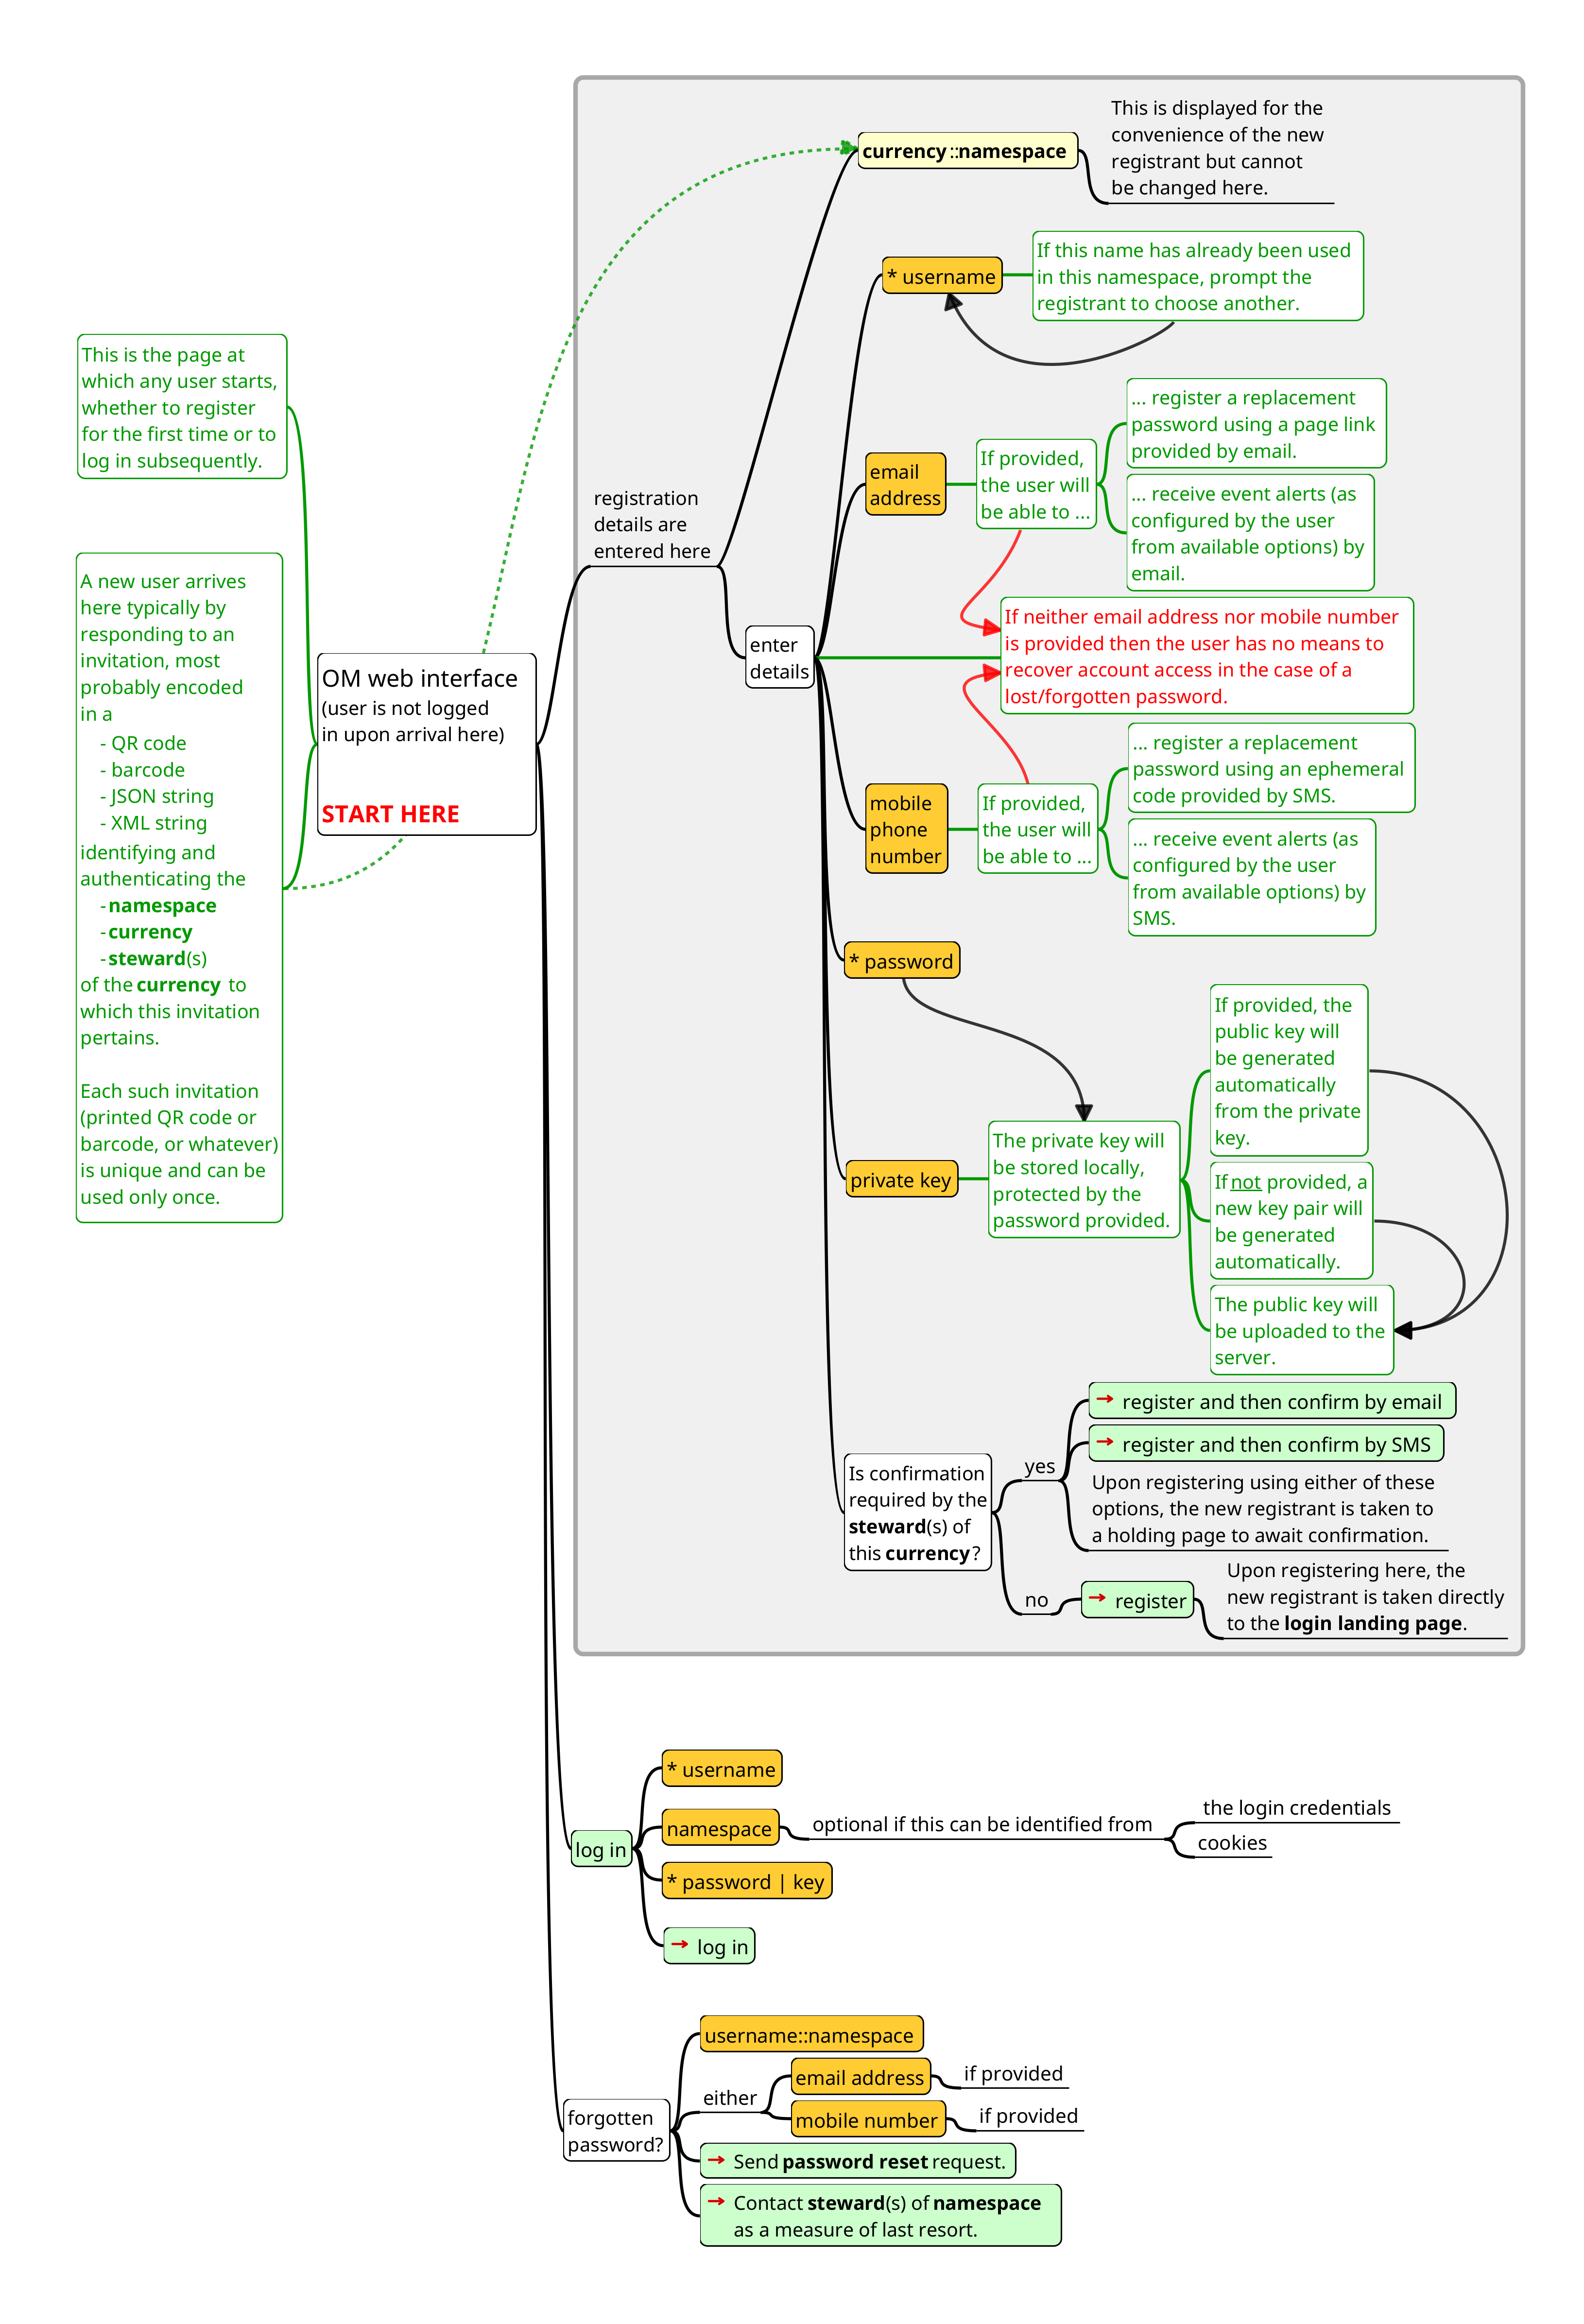 This is the page at
which any user starts,
whether to register
for the first time or to
log in subsequently.
A new user arrives
here typically by
responding to an
invitation, most
probably encoded
in a
- QR code
- barcode
- JSON string
- XML string
identifying and
authenticating the
- namespace
- currency
- steward(s)
of the currency to
which this invitation
pertains.
Each such invitation
(printed QR code or
barcode, or whatever)
is unique and can be
used only once.
OM web interface
(user is not logged
in upon arrival here)
START HERE
registration
details are
entered here
currency::namespace
This is displayed for the
convenience of the new
registrant but cannot
be changed here.
enter
details
* username
If this name has already been used
in this namespace, prompt the
registrant to choose another.
email
address
If provided,
the user will
be able to ...
... register a replacement
password using a page link
provided by email.
... receive event alerts (as
configured by the user
from available options) by
email.
If neither email address nor mobile number
is provided then the user has no means to
recover account access in the case of a
lost/forgotten password.
mobile
phone
number
If provided,
the user will
be able to ...
... register a replacement
password using an ephemeral
code provided by SMS.
... receive event alerts (as
configured by the user
from available options) by
SMS.
* password
private key
The private key will
be stored locally,
protected by the
password provided.
If provided, the
public key will
be generated
automatically
from the private
key.
If not provided, a
new key pair will
be generated
automatically.
The public key will
be uploaded to the
server.
Is confirmation
required by the
steward(s) of
this currency?
yes
→ register and then confirm by email
→ register and then confirm by SMS
Upon registering using either of these
options, the new registrant is taken to
a holding page to await confirmation.
no
→ register
Upon registering here, the
new registrant is taken directly
to the login landing page.
log in
* username
namespace
optional if this can be identified from
the login credentials
cookies
* password | key
→ log in
forgotten
password?
username::namespace
either
email address
if provided
mobile number
if provided
→ Send password reset request.
→ Contact steward(s) of namespace
as a measure of last resort.